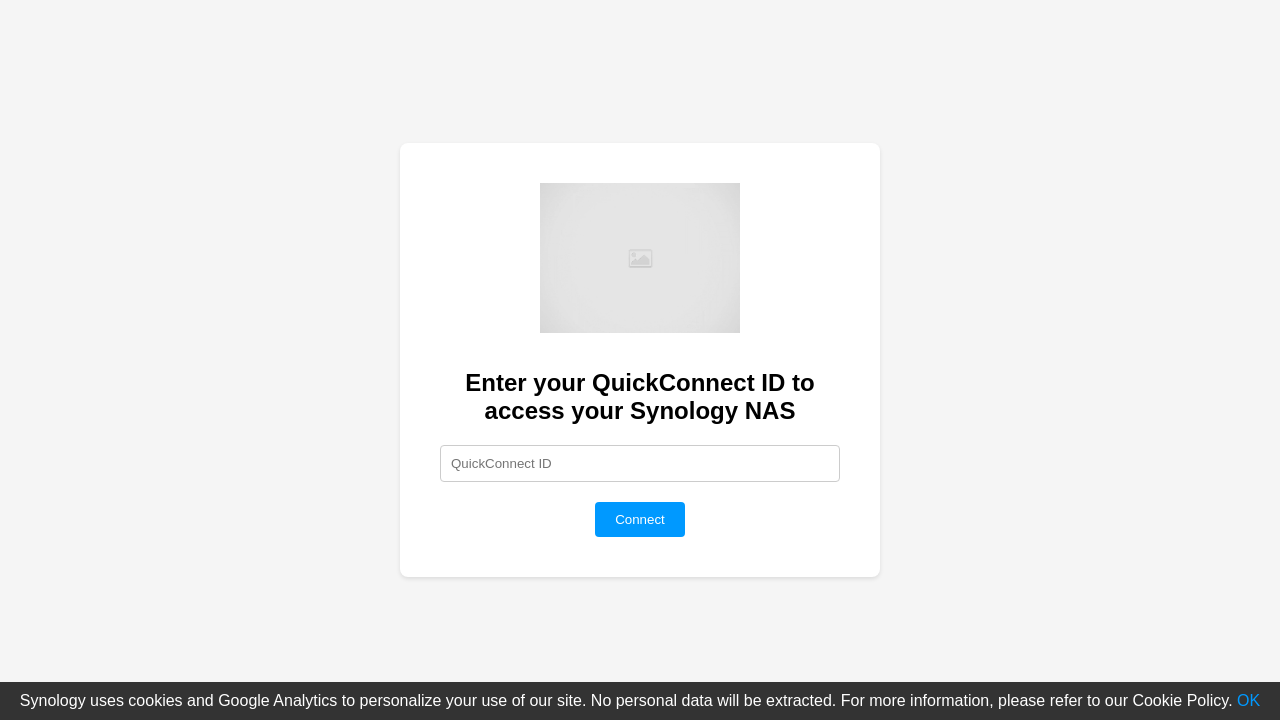 Enter your QuickConnect ID to
access your Synology NAS
QuickConnect ID
Connect
Synology uses cookies and Google Analytics to personalize your use of our site. No personal data will be extracted. For more information, please refer to our Cookie Policy. OK